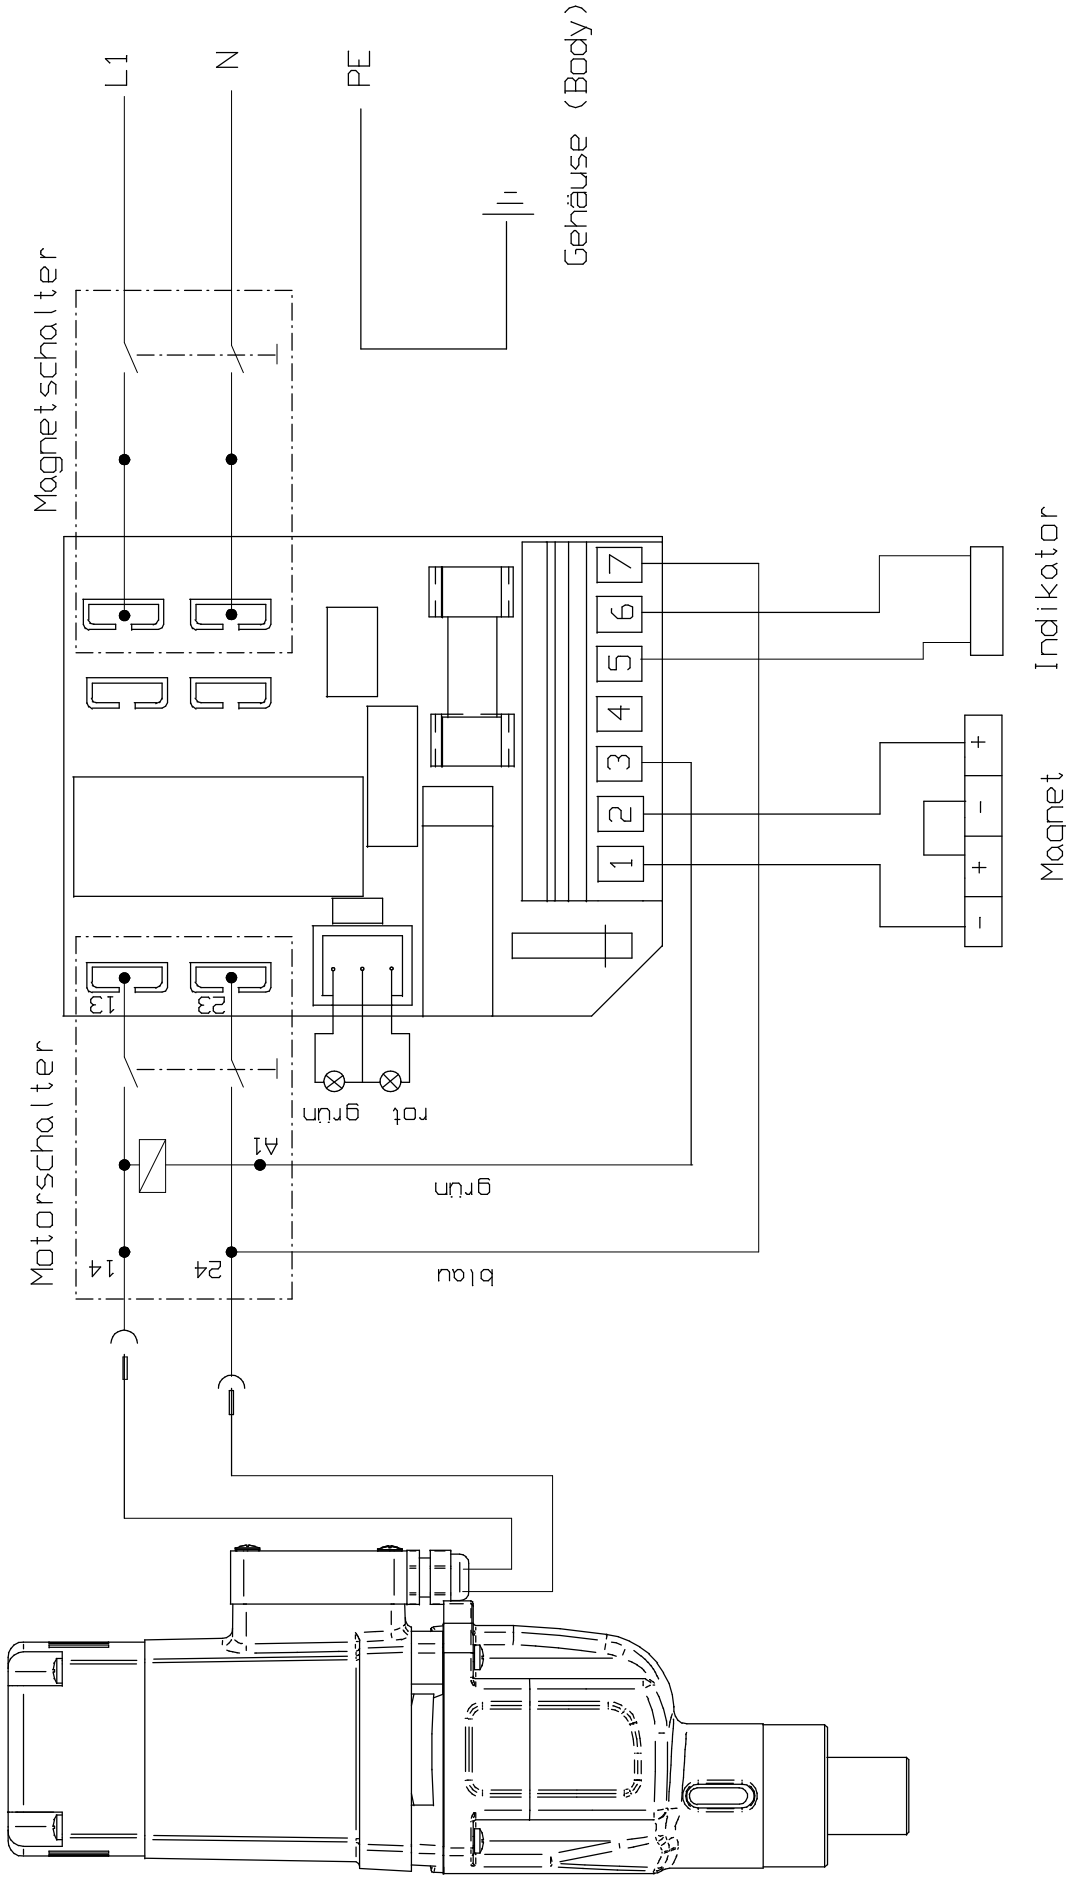 L1
N
PE
Gehäuse (Body)
Magnetschalter
7
6
5
4
3
2
1
Indikator
+
-
+
-
Magnet
13
23
Motorschalter
grün
rot
A1
grün
14
24
blau